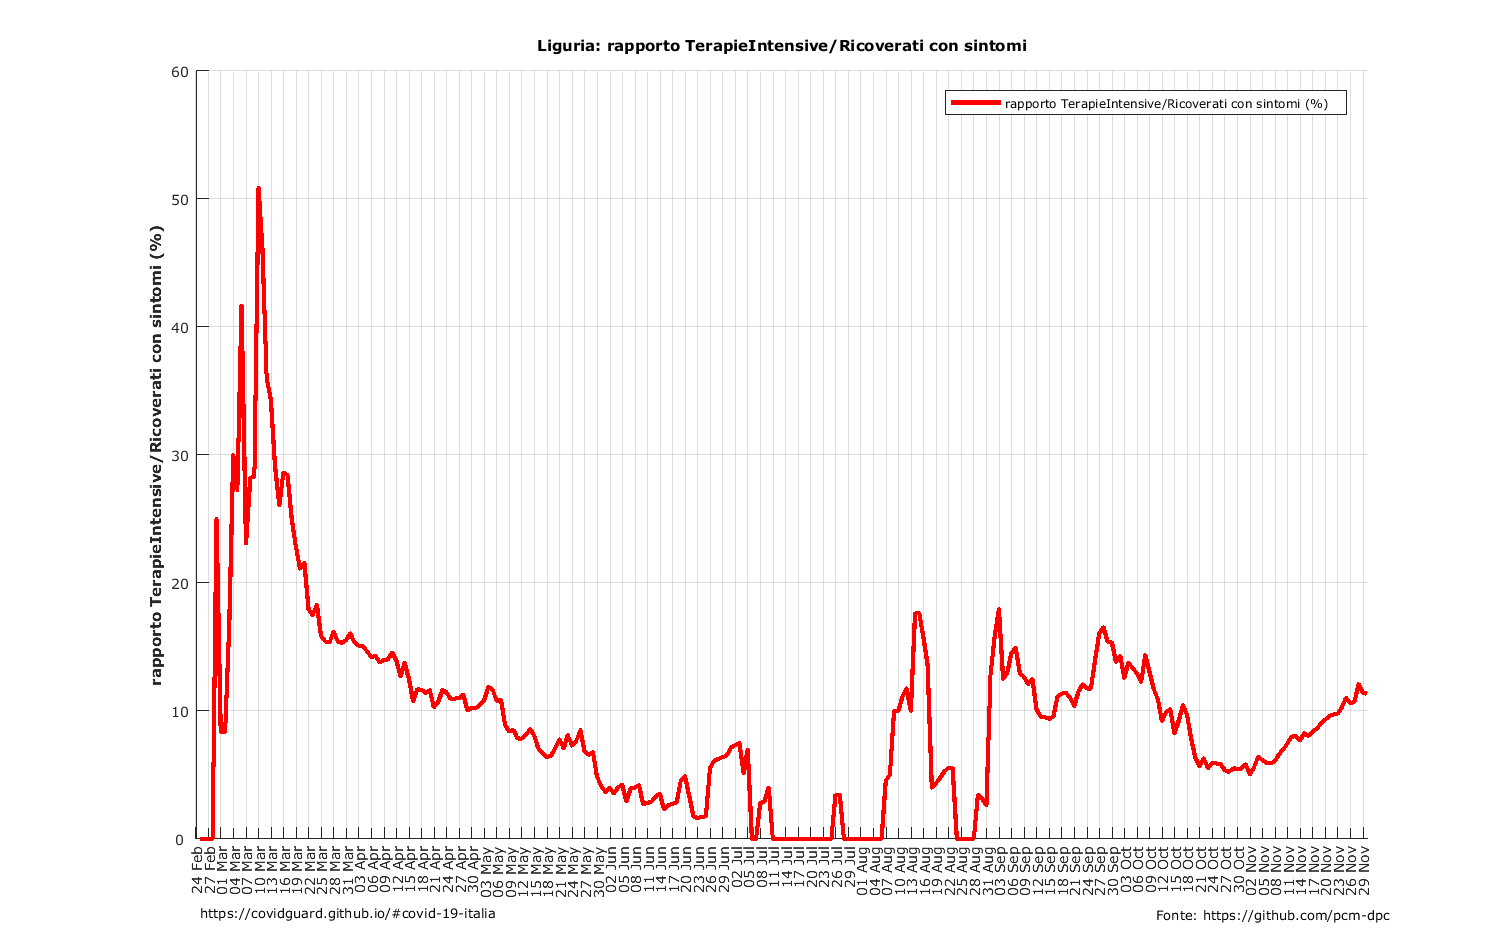 Liguria: rapporto TerapieIntensive/Ricoverati con sintomi
rapporto TerapieIntensive/Ricoverati con sintomi (%)
rapporto TerapieIntensive/Ricoverati con sintomi (%)
60
50
40
30
20
10
0
24 Feb
27 Feb
01 Mar
04 Mar
07 Mar
10 Mar
13 Mar
16 Mar
19 Mar
22 Mar
25 Mar
28 Mar
31 Mar
03 Apr
06 Apr
09 Apr
12 Apr
15 Apr
18 Apr
21 Apr
24 Apr
27 Apr
30 Apr
03 May
06 May
09 May
12 May
15 May
18 May
21 May
24 May
27 May
30 May
02 Jun
05 Jun
08 Jun
11 Jun
14 Jun
17 Jun
20 Jun
23 Jun
26 Jun
29 Jun
02 Jul
05 Jul
08 Jul
11 Jul
14 Jul
17 Jul
20 Jul
23 Jul
26 Jul
29 Jul
01 Aug
04 Aug
07 Aug
10 Aug
13 Aug
16 Aug
19 Aug
22 Aug
25 Aug
28 Aug
31 Aug
03 Sep
06 Sep
09 Sep
12 Sep
15 Sep
18 Sep
21 Sep
24 Sep
27 Sep
30 Sep
03 Oct
06 Oct
09 Oct
12 Oct
15 Oct
18 Oct
21 Oct
24 Oct
27 Oct
30 Oct
02 Nov
05 Nov
08 Nov
11 Nov
14 Nov
17 Nov
20 Nov
23 Nov
26 Nov
29 Nov
https://covidguard.github.io/#covid-19-italia
Fonte: https://github.com/pcm-dpc